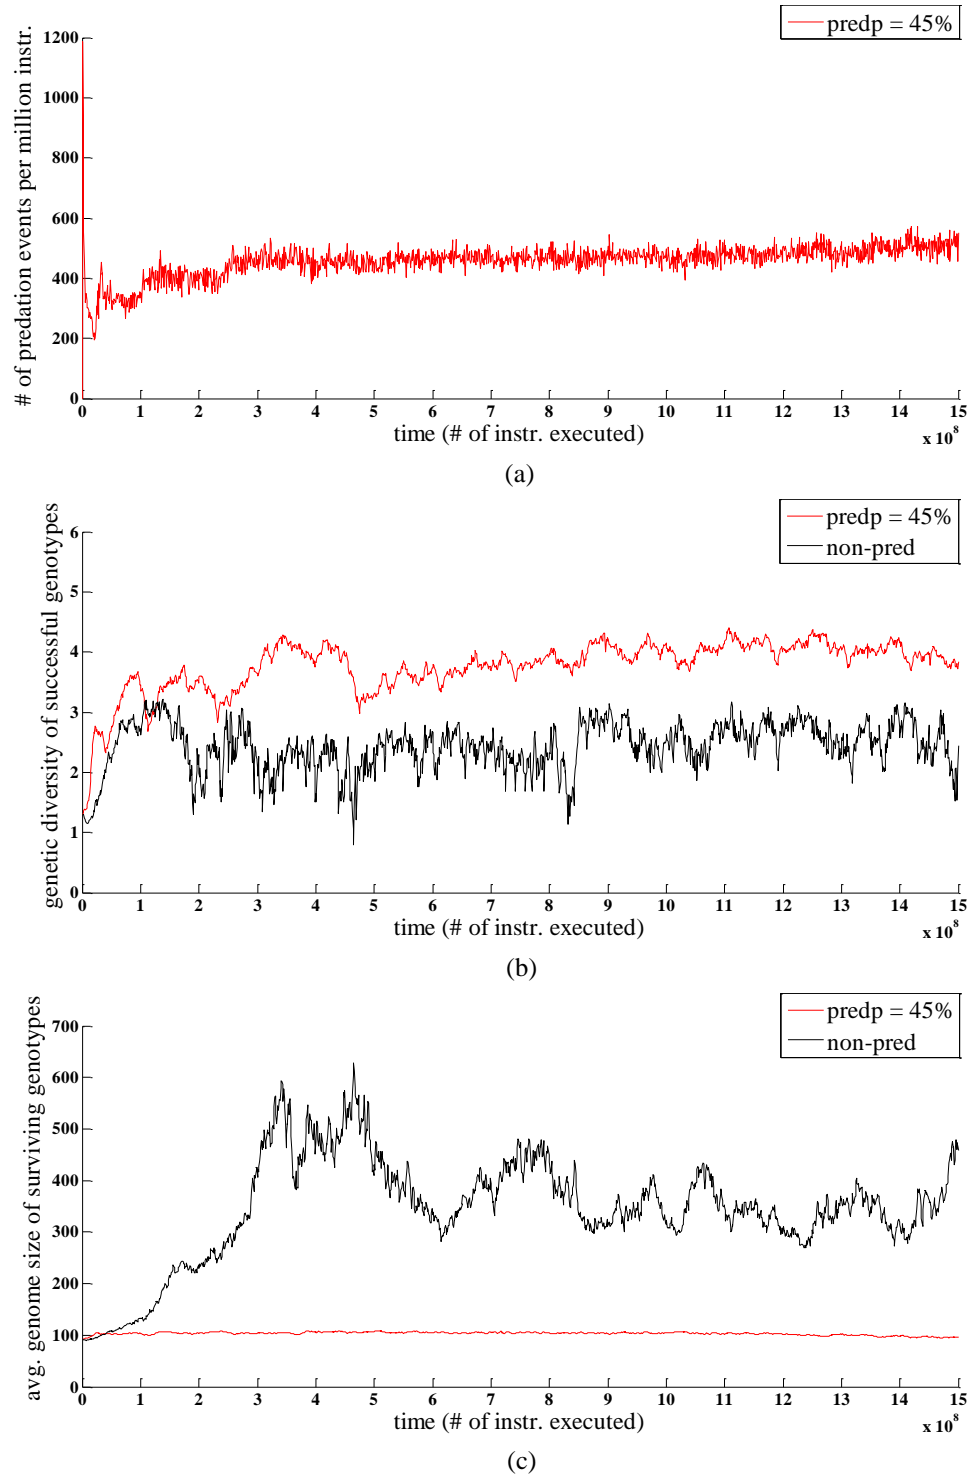 predp = 45%
# of predation events per million instr.
1200
1000
800
600
400
200
0
0 1 2 3 4 5 6 7 8 9 10 11 12 13 14 15
time (# of instr. executed)
x 10^8
(a)
predp = 45%
non-pred
genetic diversity of successful genotypes
6
5
4
3
2
1
0
0 1 2 3 4 5 6 7 8 9 10 11 12 13 14 15
time (# of instr. executed)
x 10^8
(b)
predp = 45%
non-pred
avg. genome size of surviving genotypes
700
600
500
400
300
200
100
0
0 1 2 3 4 5 6 7 8 9 10 11 12 13 14 15
time (# of instr. executed)
x 10^8
(c)